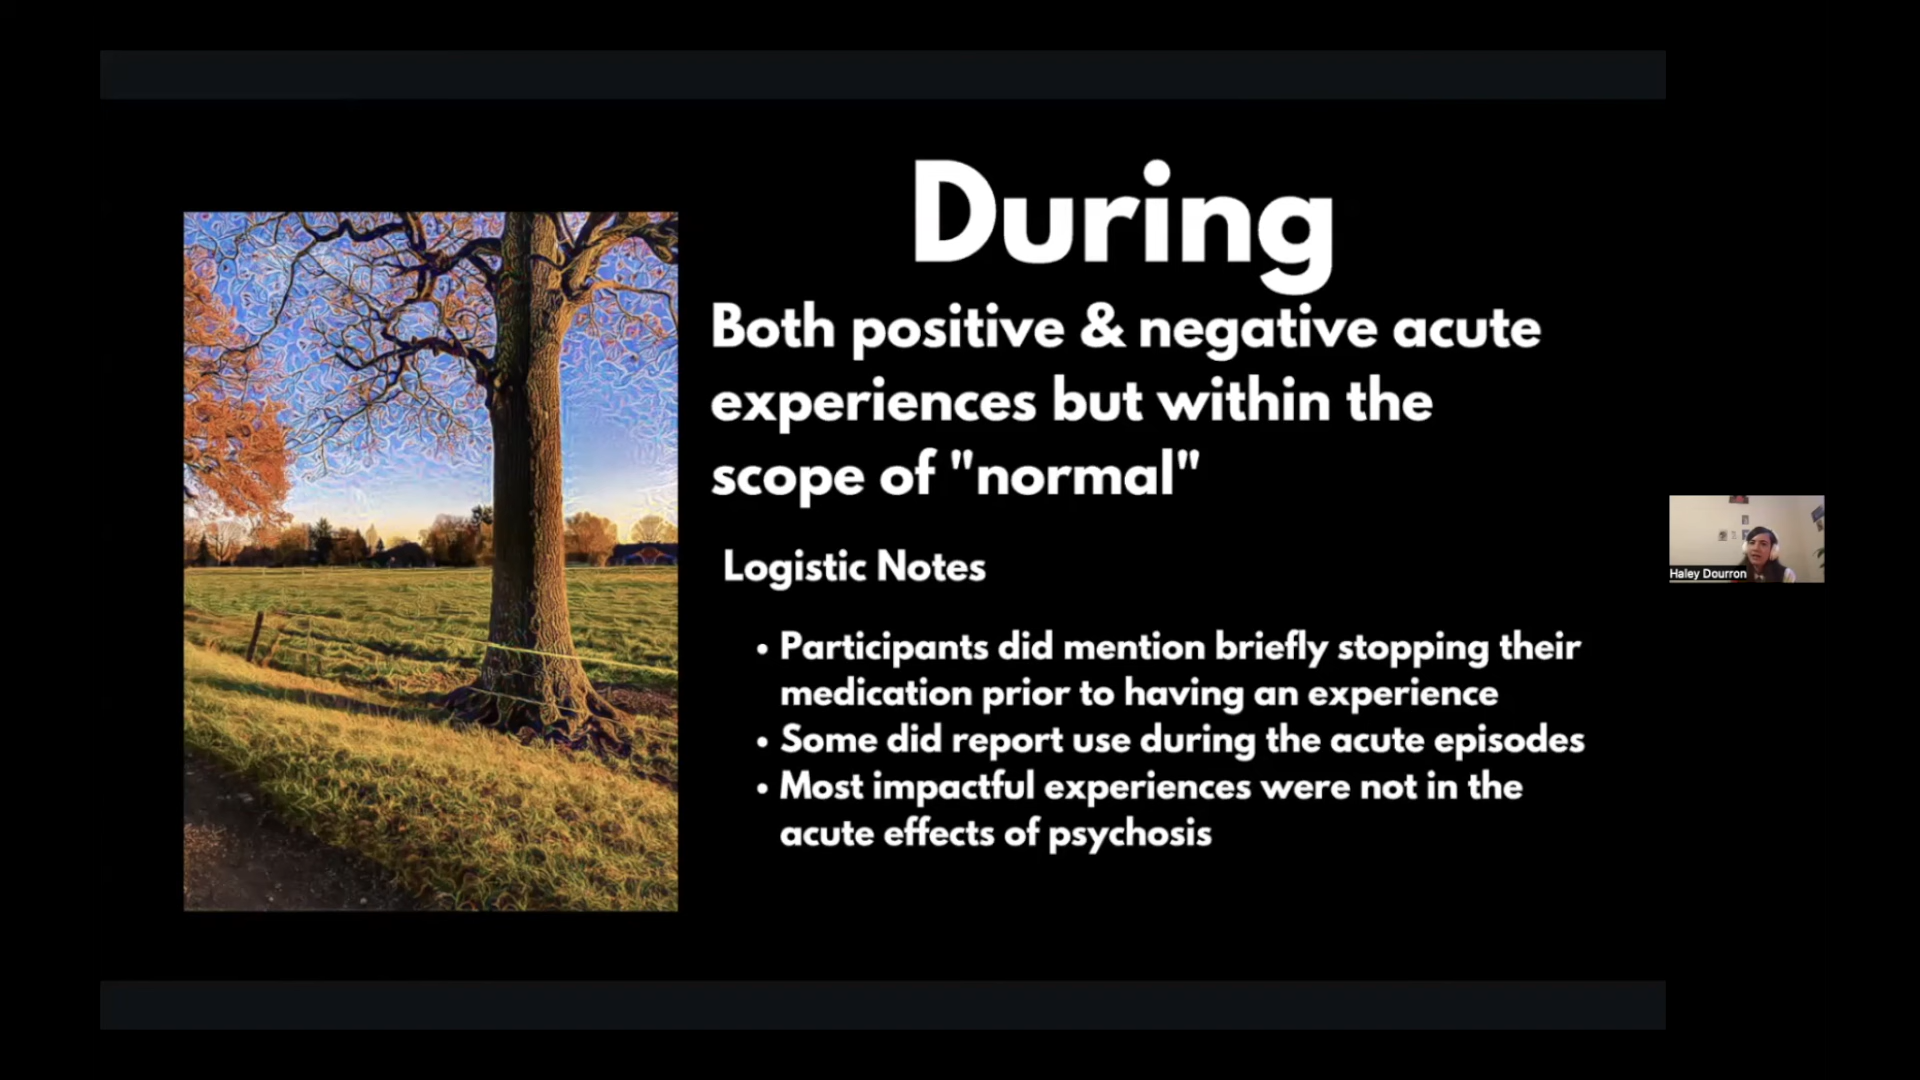 During
Both positive & negative acute
experiences but within the
scope of "normal"
Logistic Notes
• Participants did mention briefly stopping their
medication prior to having an experience
• Some did report use during the acute episodes
• Most impactful experiences were not in the
acute effects of psychosis
Haley Dourron